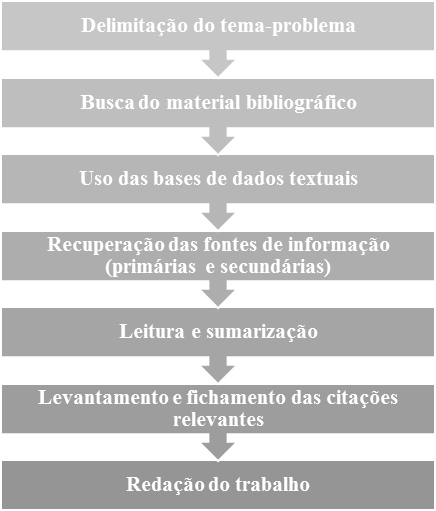 Delimitação do tema-problema
Busca do material bibliográfico
Uso das bases de dados textuais
Recuperação das fontes de informação
(primárias e secundárias)
Leitura e sumarização
Levantamento e fichamento das citações
relevantes
Redação do trabalho